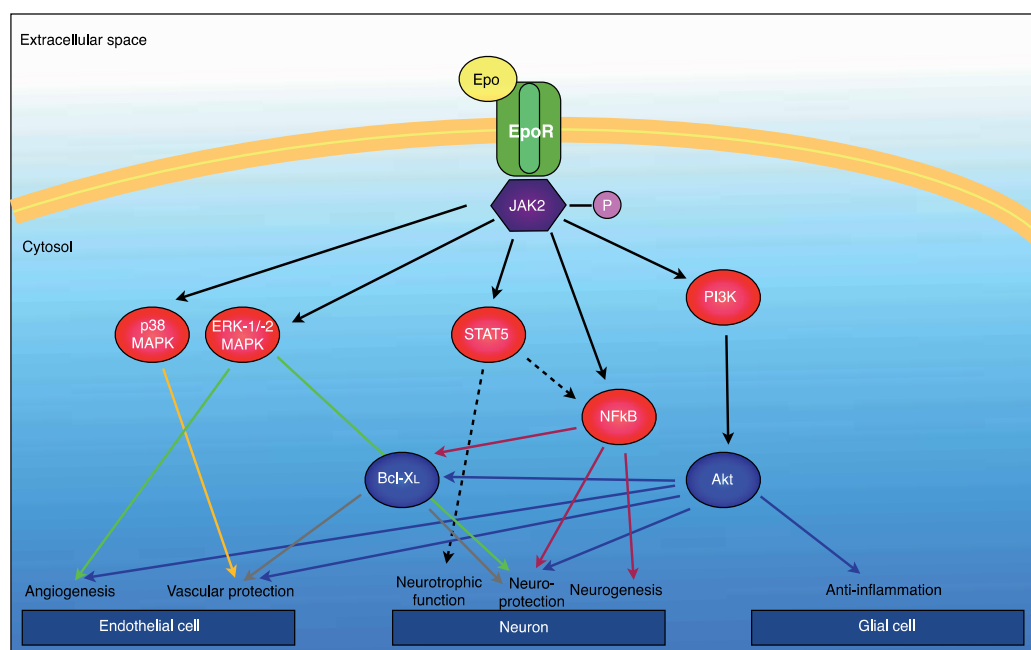 Extracellular space
Epo
EpoR
JAK2
P
Cytosol
PI3K
p38
MAPK
ERK-1/-2
MAPK
STAT5
NFkB
Bcl-XL
Akt
Angiogenesis
Vascular protection
Neurotrophic
function
Neuro-
protection
Neurogenesis
Anti-inflammation
Endothelial cell
Neuron
Glial cell